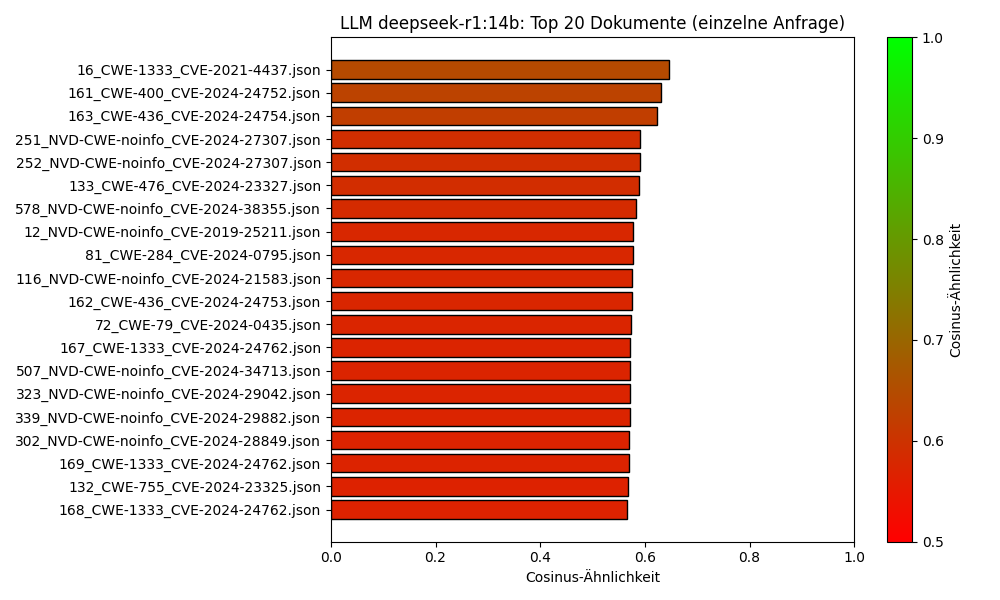 LLM deepseek-r1:14b: Top 20 Dokumente (einzelne Anfrage)
16_CWE-1333_CVE-2021-4437.json
161_CWE-400_CVE-2024-24752.json
163_CWE-436_CVE-2024-24754.json
251_NVD-CWE-noinfo_CVE-2024-27307.json
252_NVD-CWE-noinfo_CVE-2024-27307.json
133_CWE-476_CVE-2024-23327.json
578_NVD-CWE-noinfo_CVE-2024-38355.json
12_NVD-CWE-noinfo_CVE-2019-25211.json
81_CWE-284_CVE-2024-0795.json
116_NVD-CWE-noinfo_CVE-2024-21583.json
162_CWE-436_CVE-2024-24753.json
72_CWE-79_CVE-2024-0435.json
167_CWE-1333_CVE-2024-24762.json
507_NVD-CWE-noinfo_CVE-2024-34713.json
323_NVD-CWE-noinfo_CVE-2024-29042.json
339_NVD-CWE-noinfo_CVE-2024-29882.json
302_NVD-CWE-noinfo_CVE-2024-28849.json
169_CWE-1333_CVE-2024-24762.json
132_CWE-755_CVE-2024-23325.json
168_CWE-1333_CVE-2024-24762.json
0.0 0.2 0.4 0.6 0.8 1.0
Cosinus-Ähnlichkeit
1.0
0.9
0.8
0.7
0.6
0.5
Cosinus-Ähnlichkeit